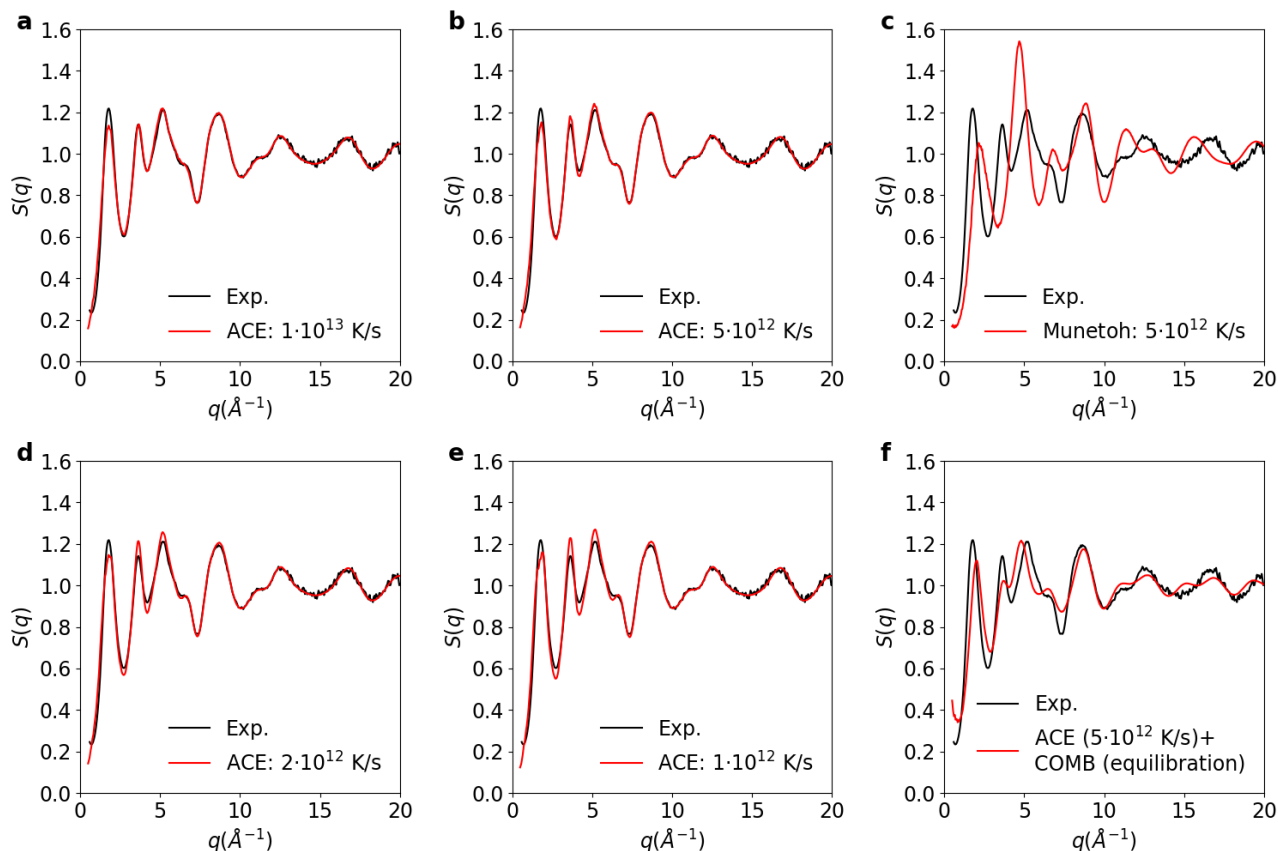 a
1.6
1.4
1.2
1.0
0.8
0.6
0.4
0.2
0.0
S(q)
Exp.
ACE: 1·10¹³ K/s
0 5 10 15 20
q(Å⁻¹)
b
1.6
1.4
1.2
1.0
0.8
0.6
0.4
0.2
0.0
S(q)
Exp.
ACE: 5·10¹² K/s
0 5 10 15 20
q(Å⁻¹)
c
1.6
1.4
1.2
1.0
0.8
0.6
0.4
0.2
0.0
S(q)
Exp.
Munetoh: 5·10¹² K/s
0 5 10 15 20
q(Å⁻¹)
d
1.6
1.4
1.2
1.0
0.8
0.6
0.4
0.2
0.0
S(q)
Exp.
ACE: 2·10¹² K/s
0 5 10 15 20
q(Å⁻¹)
e
1.6
1.4
1.2
1.0
0.8
0.6
0.4
0.2
0.0
S(q)
Exp.
ACE: 1·10¹² K/s
0 5 10 15 20
q(Å⁻¹)
f
1.6
1.4
1.2
1.0
0.8
0.6
0.4
0.2
0.0
S(q)
Exp.
ACE (5·10¹² K/s)+
COMB (equilibration)
0 5 10 15 20
q(Å⁻¹)